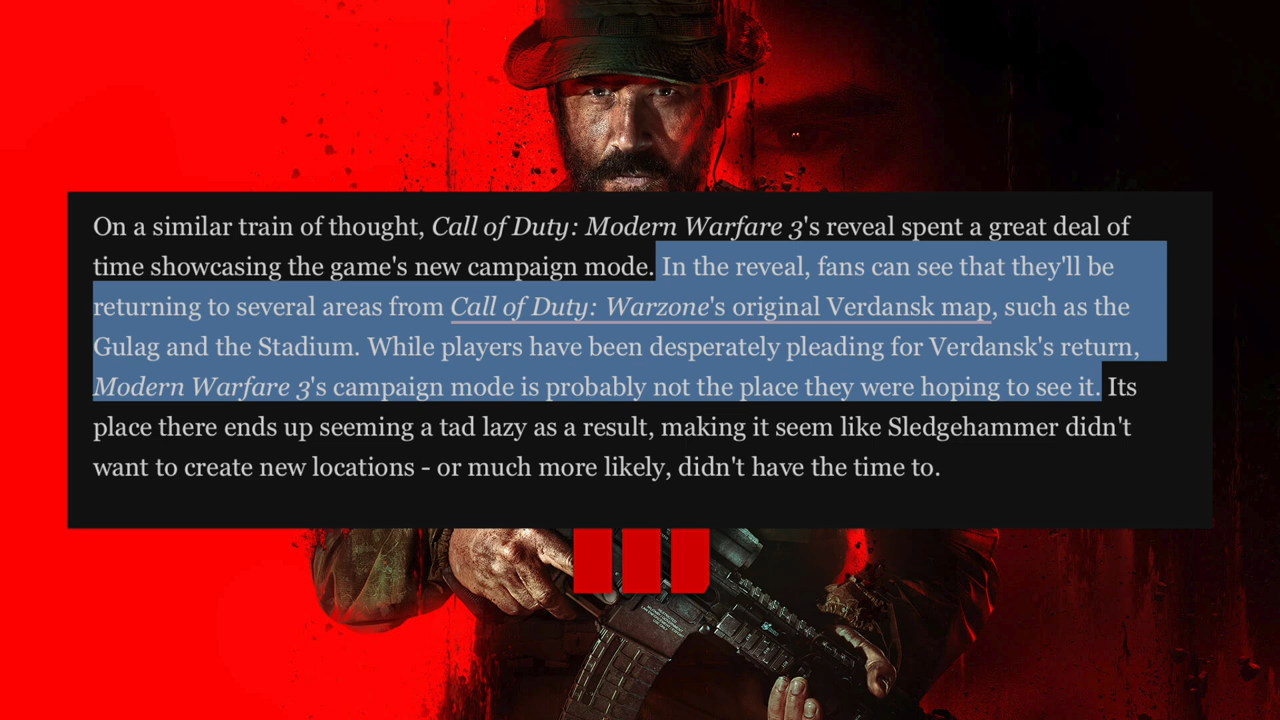 On a similar train of thought, Call of Duty: Modern Warfare 3's reveal spent a great deal of
time showcasing the game's new campaign mode. In the reveal, fans can see that they'll be
returning to several areas from Call of Duty: Warzone's original Verdansk map, such as the
Gulag and the Stadium. While players have been desperately pleading for Verdansk's return,
Modern Warfare 3's campaign mode is probably not the place they were hoping to see it. Its
place there ends up seeming a tad lazy as a result, making it seem like Sledgehammer didn't
want to create new locations - or much more likely, didn't have the time to.